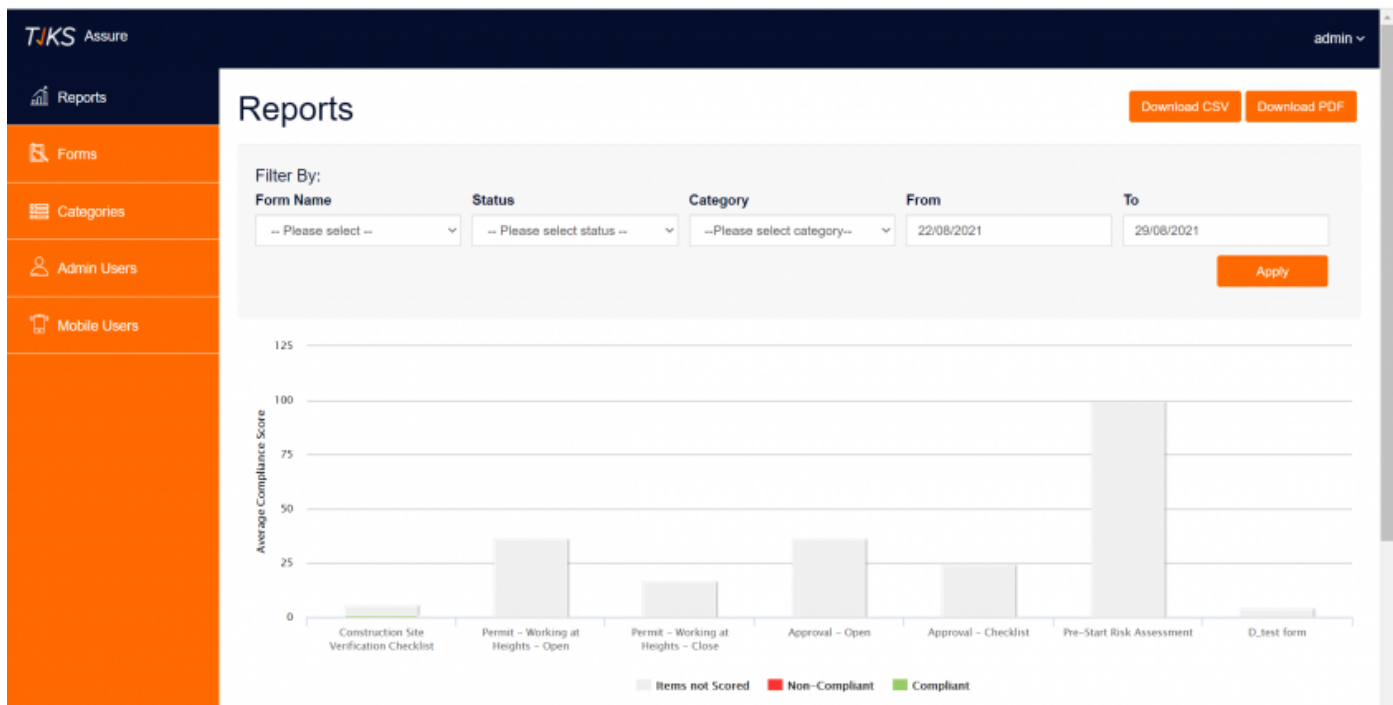 TJKS Assure
admin
Reports
Forms
Categories
Admin Users
Mobile Users
Reports
Download CSV
Download PDF
Filter By:
Form Name
Status
Category
From
To
-- Please select --
-- Please select status --
--Please select category--
22/08/2021
29/08/2021
Apply
Average Compliance Score
125
100
75
50
25
0
Construction Site
Verification Checklist
Permit – Working at
Heights – Open
Permit – Working at
Heights – Close
Approval – Open
Approval – Checklist
Pre–Start Risk Assessment
D_test form
Items not Scored
Non–Compliant
Compliant